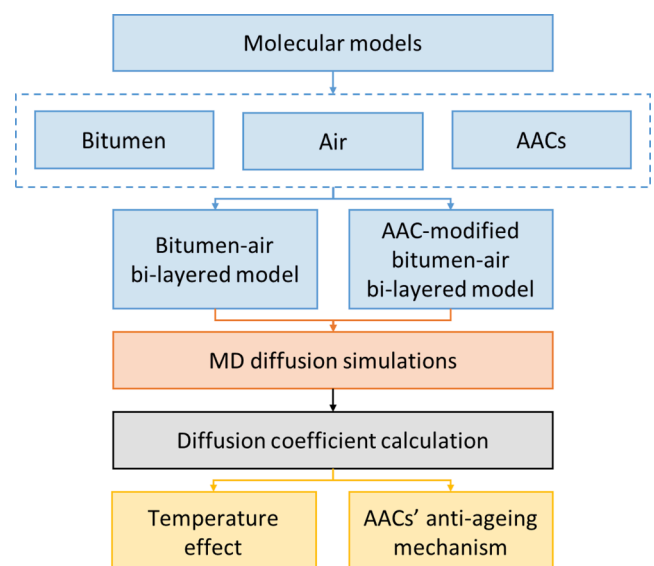 Molecular models
Bitumen
Air
AACs
Bitumen-air
bi-layered model
AAC-modified
bitumen-air
bi-layered model
MD diffusion simulations
Diffusion coefficient calculation
Temperature
effect
AACs' anti-ageing
mechanism